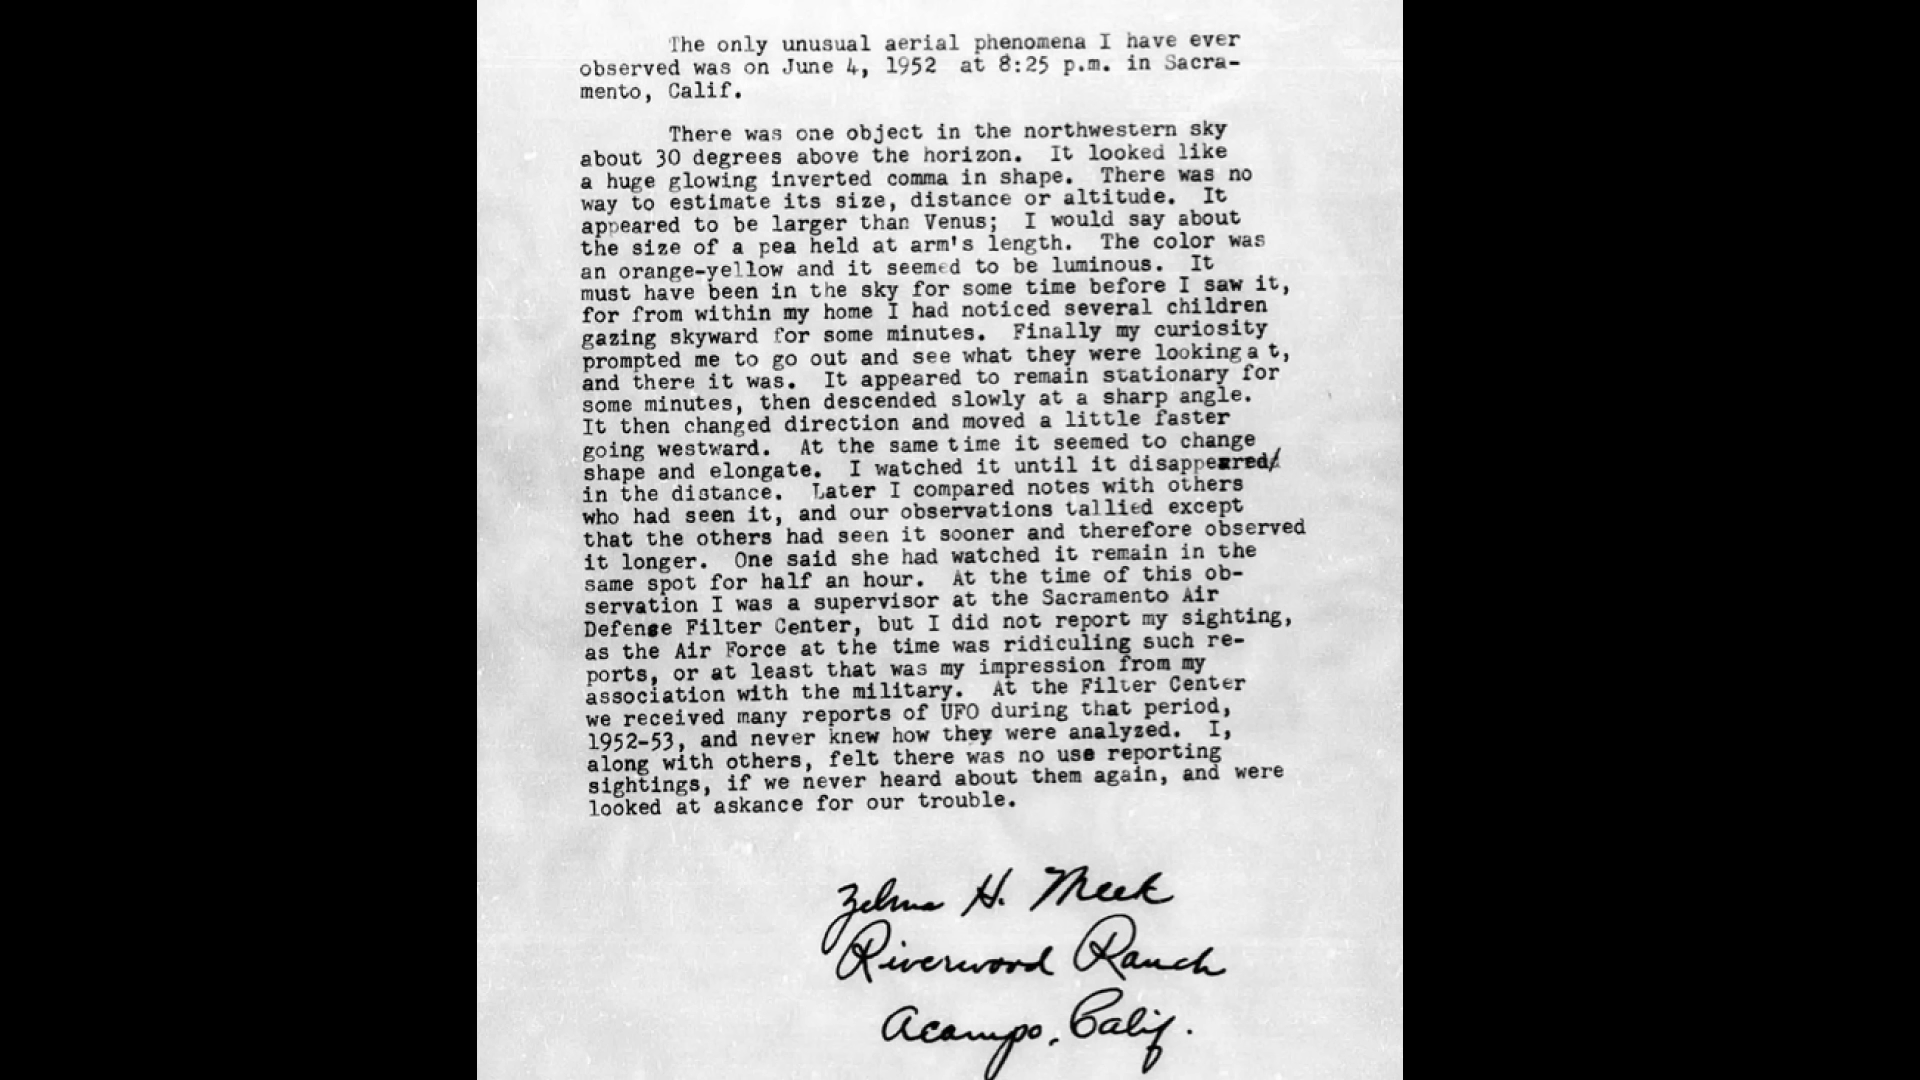 The only unusual aerial phenomena I have ever
observed was on June 4, 1952 at 8:25 p.m. in Sacra-
mento, Calif.
There was one object in the northwestern sky
about 30 degrees above the horizon. It looked like
a huge glowing inverted comma in shape. There was no
way to estimate its size, distance or altitude. It
appeared to be larger than Venus; I would say about
the size of a pea held at arm's length. The color was
an orange-yellow and it seemed to be luminous. It
must have been in the sky for some time before I saw it,
for from within my home I had noticed several children
gazing skyward for some minutes. Finally my curiosity
prompted me to go out and see what they were looking a t,
and there it was. It appeared to remain stationary for
some minutes, then descended slowly at a sharp angle.
It then changed direction and moved a little faster
going westward. At the same time it seemed to change
shape and elongate. I watched it until it disappeared/
in the distance. Later I compared notes with others
who had seen it, and our observations tallied except
that the others had seen it sooner and therefore observed
it longer. One said she had watched it remain in the
same spot for half an hour. At the time of this ob-
servation I was a supervisor at the Sacramento Air
Defense Filter Center, but I did not report my sighting,
as the Air Force at the time was ridiculing such re-
ports, or at least that was my impression from my
association with the military. At the Filter Center
we received many reports of UFO during that period,
1952-53, and never knew how they were analyzed. I,
along with others, felt there was no use reporting
sightings, if we never heard about them again, and were
looked at askance for our trouble.
Zelma H. Meek
Riverwood Ranch
Acampo, Calif.